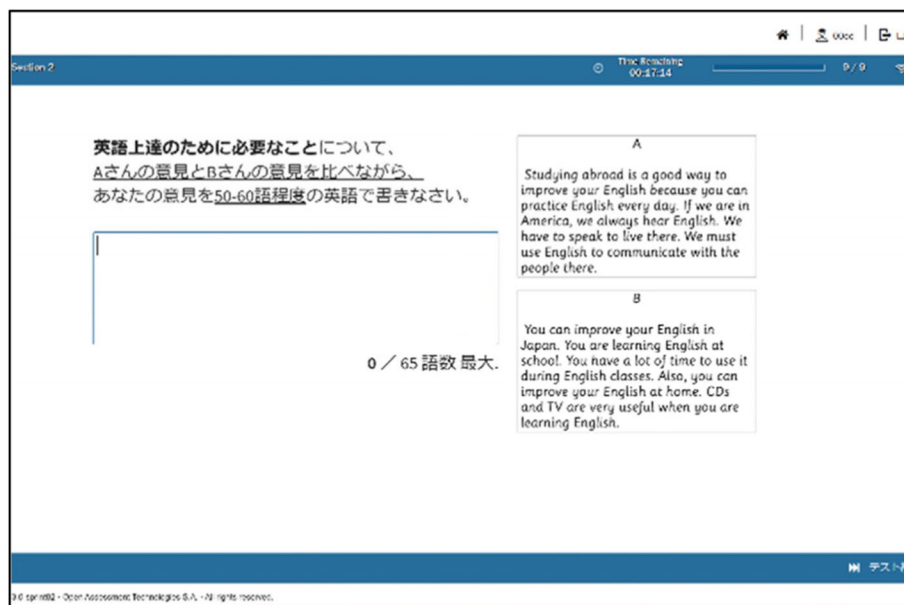 Section 2
Time Remaining
00:17:14
9 / 9
英語上達のために必要なことについて、
Aさんの意見とBさんの意見を比べながら、
あなたの意見を50-60語程度の英語で書きなさい。
0 / 65 語数 最大.
A
Studying abroad is a good way to
improve your English because you can
practice English every day. If we are in
America, we always hear English. We
have to speak to live there. We must
use English to communicate with the
people there.
B
You can improve your English in
Japan. You are learning English at
school. You have a lot of time to use it
during English classes. Also, you can
improve your English at home. CDs
and TV are very useful when you are
learning English.
テスト
- Open Assessment Technologies S.A. - All rights reserved.